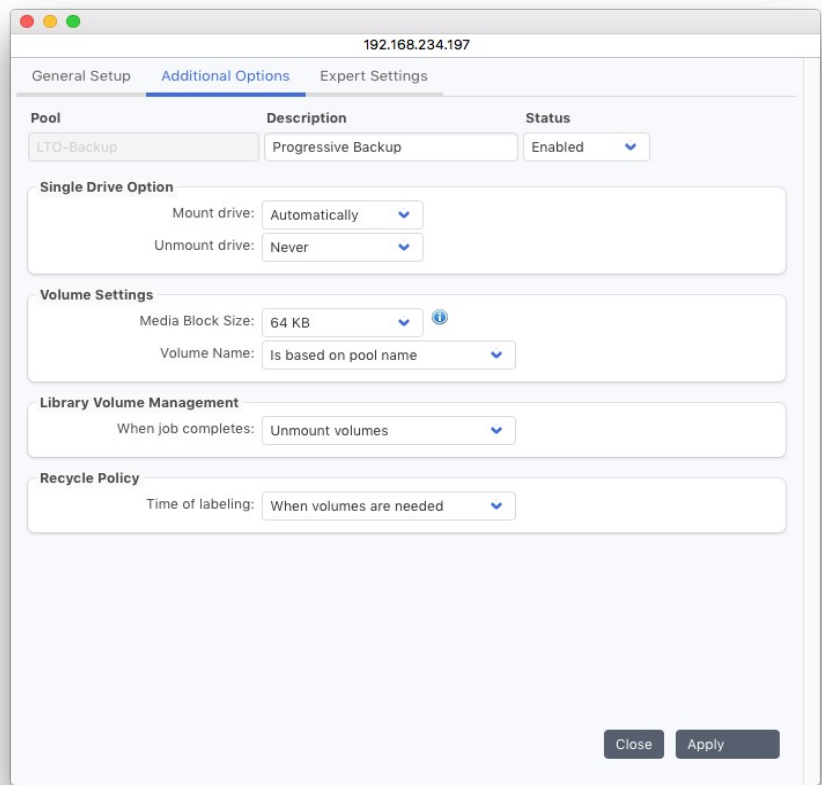 192.168.234.197
General Setup Additional Options Expert Settings
Pool Description Status
LTO-Backup Progressive Backup Enabled
Single Drive Option
Mount drive: Automatically
Unmount drive: Never
Volume Settings
Media Block Size: 64 KB
Volume Name: Is based on pool name
Library Volume Management
When job completes: Unmount volumes
Recycle Policy
Time of labeling: When volumes are needed
Close Apply